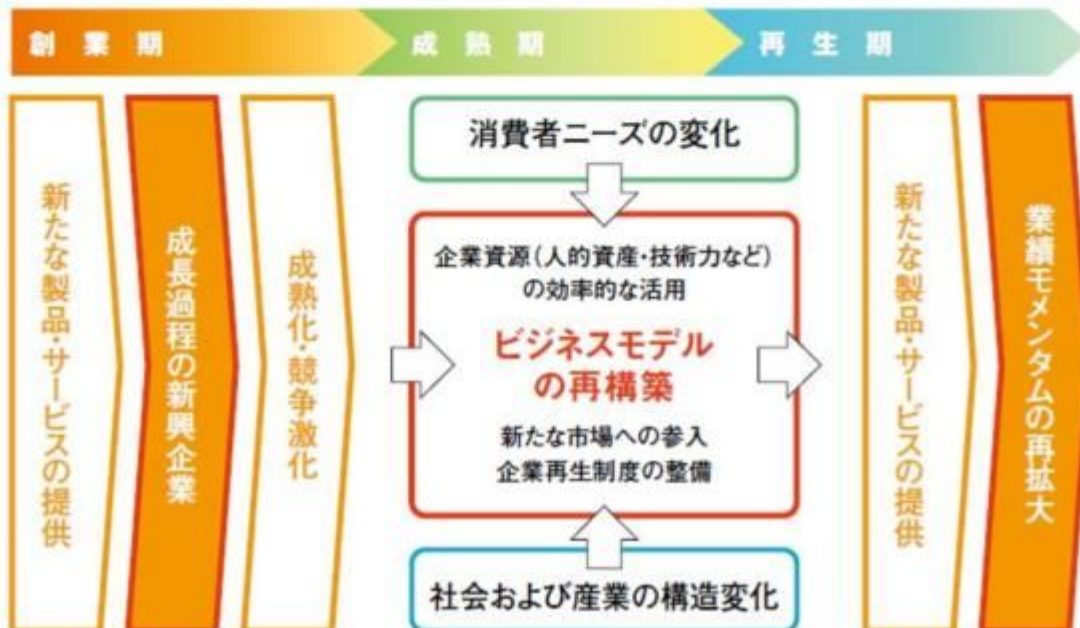 創業期
成熟期
再生期
新たな製品・サービスの提供
成長過程の新興企業
成熟化・競争激化
消費者ニーズの変化
企業資源(人的資産・技術力など)
の効率的な活用
ビジネスモデル
の再構築
新たな市場への参入
企業再生制度の整備
社会および産業の構造変化
新たな製品・サービスの提供
業績モメンタムの再拡大